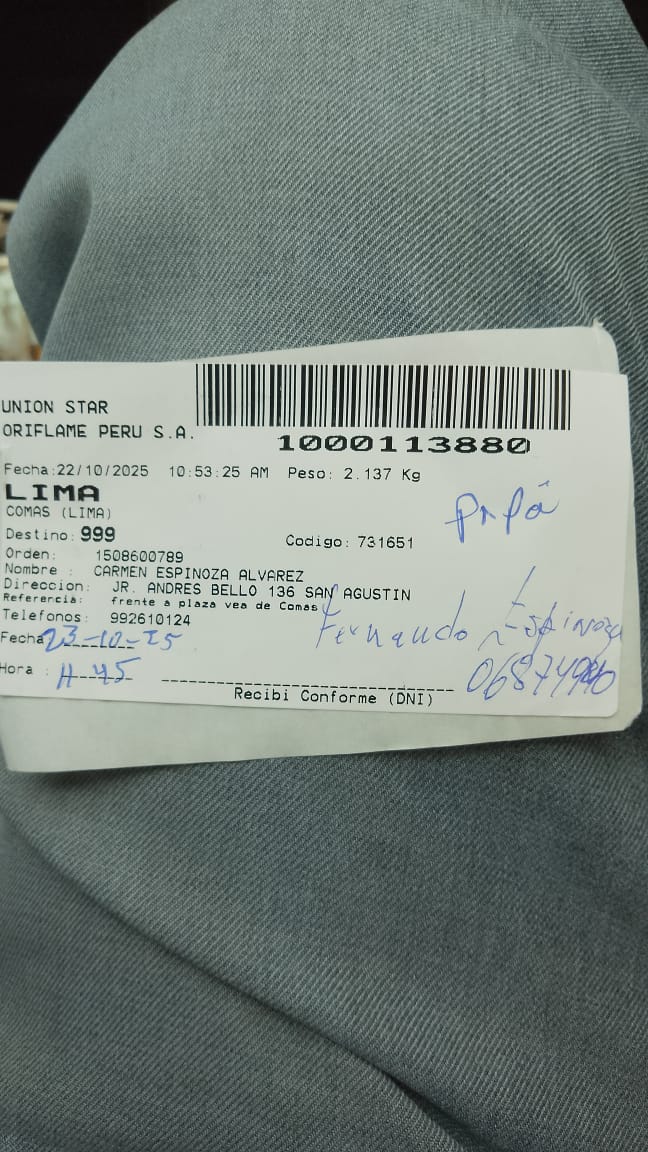 UNION STAR
ORIFLAME PERU S.A.
1000113880
Fecha:22/10/2025 10:53:25 AM Peso: 2.137 Kg
LIMA
COMAS (LIMA)
papá
Destino: 999
Codigo: 731651
Orden: 1508600789
Nombre : CARMEN ESPINOZA ALVAREZ
Direccion: JR. ANDRES BELLO 136 SAN AGUSTIN
Referencia: frente a plaza vea de Comas
Telefonos: 992610124
Fernando Espinoza
Fecha 23-10-25
Hora : 11-45
Recibi Conforme (DNI)